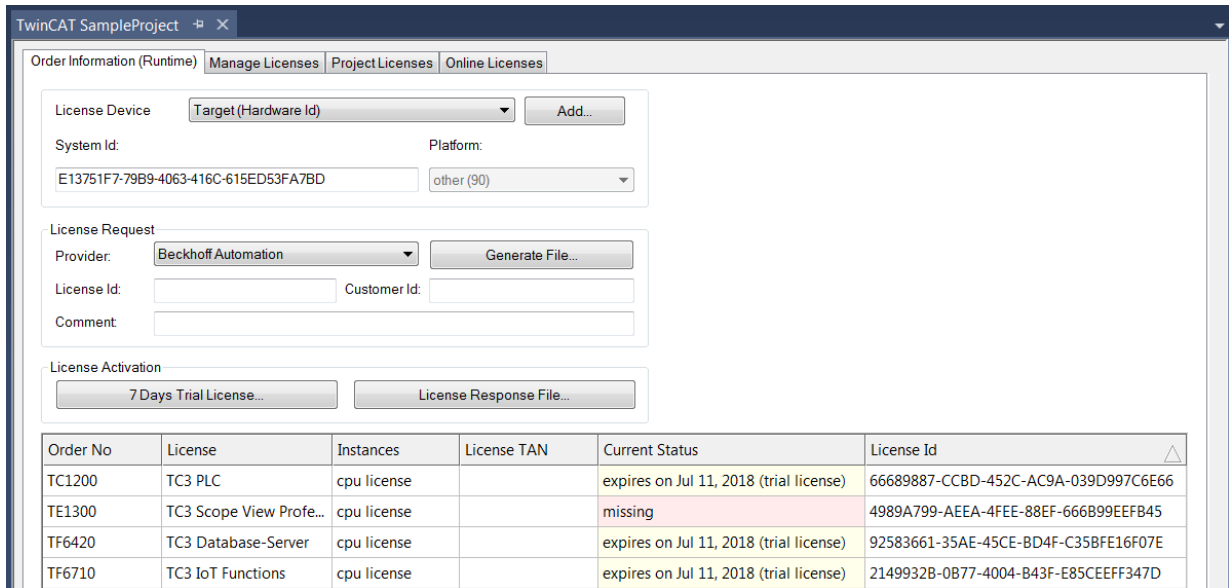 TwinCAT SampleProject
Order Information (Runtime) Manage Licenses Project Licenses Online Licenses
License Device Target (Hardware Id) Add...
System Id: Platform:
E13751F7-79B9-4063-416C-615ED53FA7BD other (90)
License Request
Provider: Beckhoff Automation Generate File...
License Id: Customer Id:
Comment:
License Activation
7 Days Trial License... License Response File...
Order No License Instances License TAN Current Status License Id
TC1200 TC3 PLC cpu license expires on Jul 11, 2018 (trial license) 66689887-CCBD-452C-AC9A-039D997C6E66
TE1300 TC3 Scope View Profe... cpu license missing 4989A799-AEEA-4FEE-88EF-666B99EEFB45
TF6420 TC3 Database-Server cpu license expires on Jul 11, 2018 (trial license) 92583661-35AE-45CE-BD4F-C35BFE16F07E
TF6710 TC3 IoT Functions cpu license expires on Jul 11, 2018 (trial license) 2149932B-0B77-4004-B43F-E85CEEFF347D